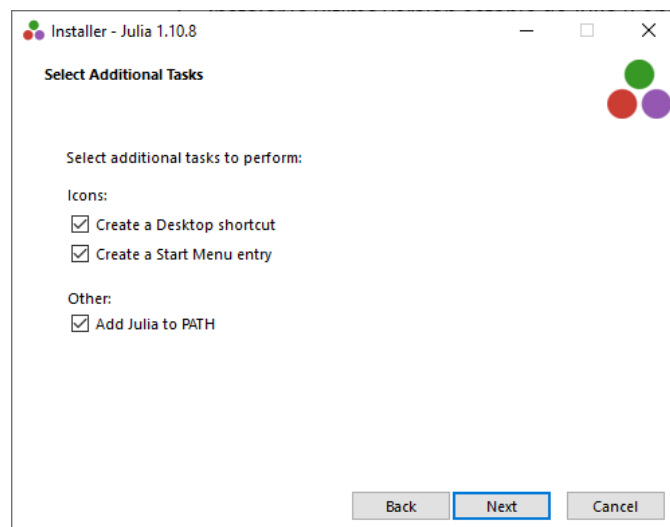 Installer - Julia 1.10.8
Select Additional Tasks
Select additional tasks to perform:
Icons:
Create a Desktop shortcut
Create a Start Menu entry
Other:
Add Julia to PATH
Back Next Cancel